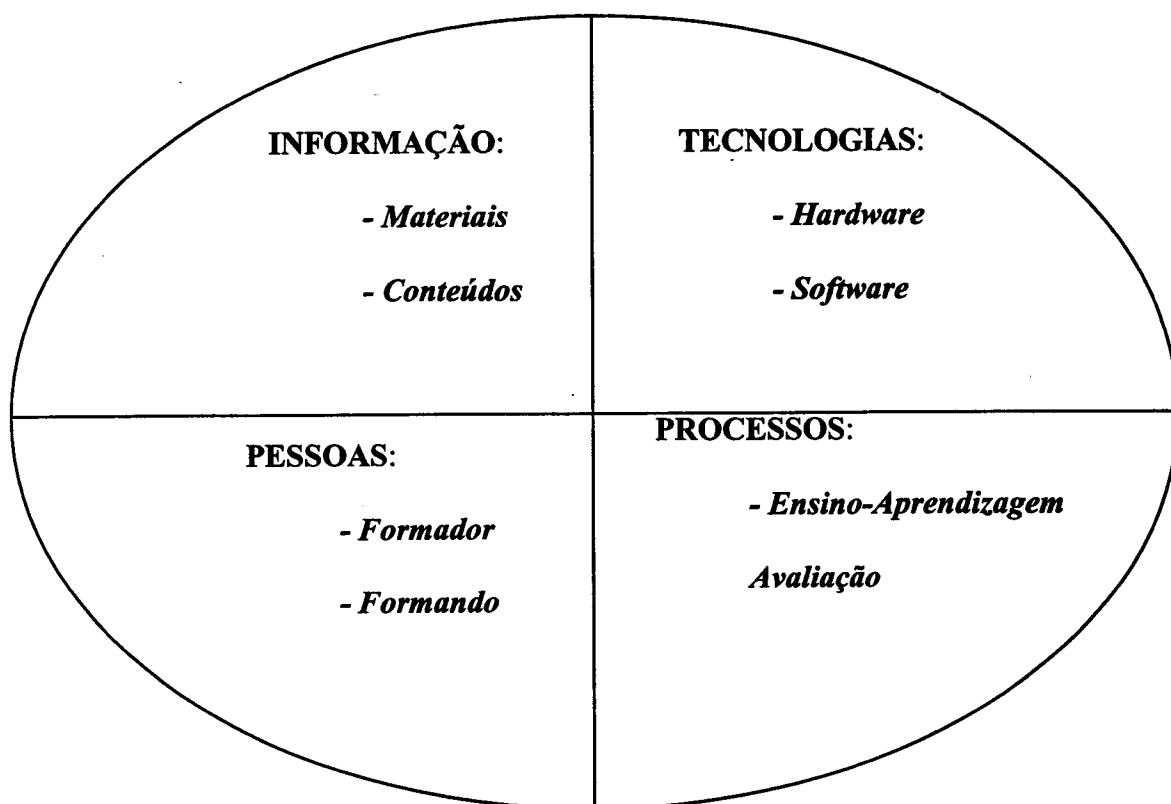 INFORMAÇÃO:
- Materiais
- Conteúdos
TECNOLOGIAS:
- Hardware
- Software
PESSOAS:
- Formador
- Formando
PROCESSOS:
- Ensino-Aprendizagem
Avaliação